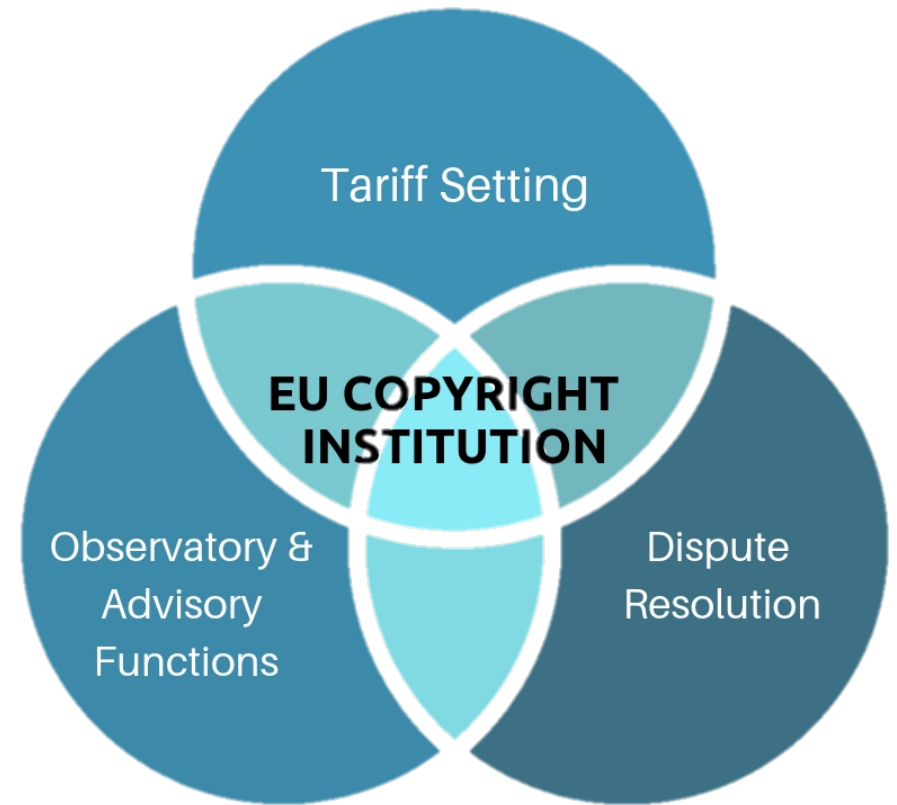 Tariff Setting
EU COPYRIGHT
INSTITUTION
Observatory &
Advisory
Functions
Dispute
Resolution